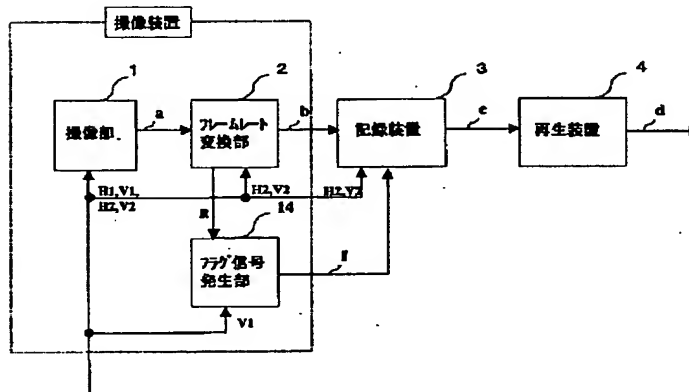 撮像装置
1
2
3
4
撮像部
a
フレームレート
変換部
b
記録装置
c
再生装置
d
H1,V1,
H2,V2
H2,V2
H2,V2
R
14
フラグ信号
発生部
f
V1